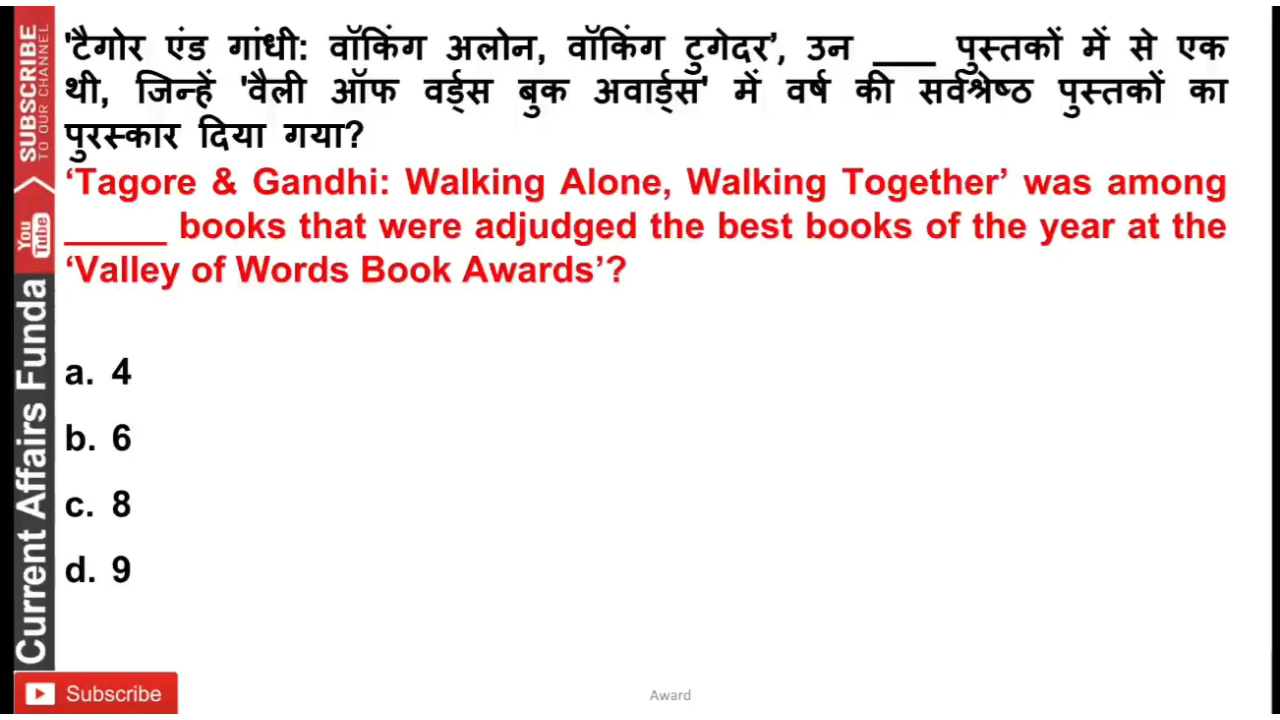 'टैगोर एंड गांधी: वॉकिंग अलोन, वॉकिंग टुगेदर’, उन ___ पुस्तकों में से एक
थी, जिन्हें 'वैली ऑफ वर्ड्स बुक अवार्ड्स' में वर्ष की सर्वश्रेष्ठ पुस्तकों का
पुरस्कार दिया गया?
‘Tagore & Gandhi: Walking Alone, Walking Together’ was among
_____ books that were adjudged the best books of the year at the
‘Valley of Words Book Awards’?
a. 4
b. 6
c. 8
d. 9
SUBSCRIBE
TO OUR CHANNEL
You
Tube
Current Affairs Funda
Subscribe
Award